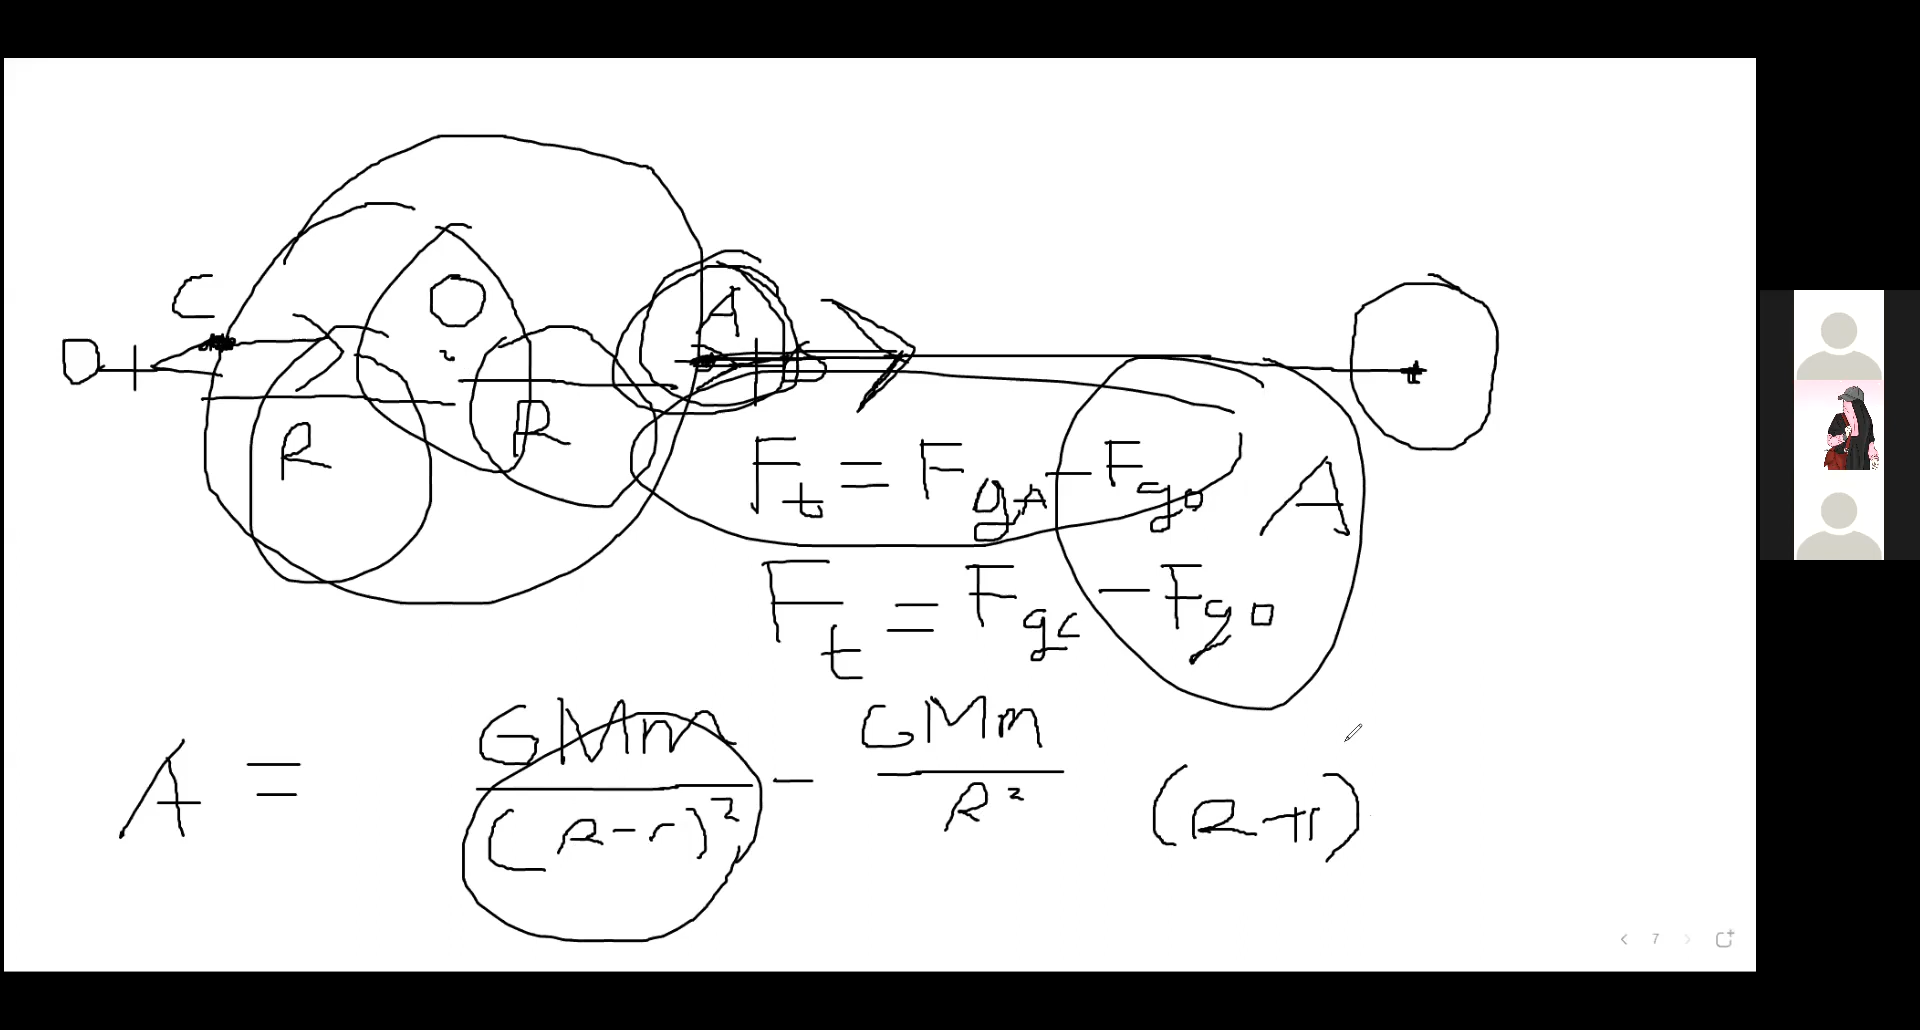 C
O
A
D
R
R
F_t = F_gA - F_go
A
F_t = F_gc - F_go
A = GMm/(R-r)² - GMm/R² (R+r)
7